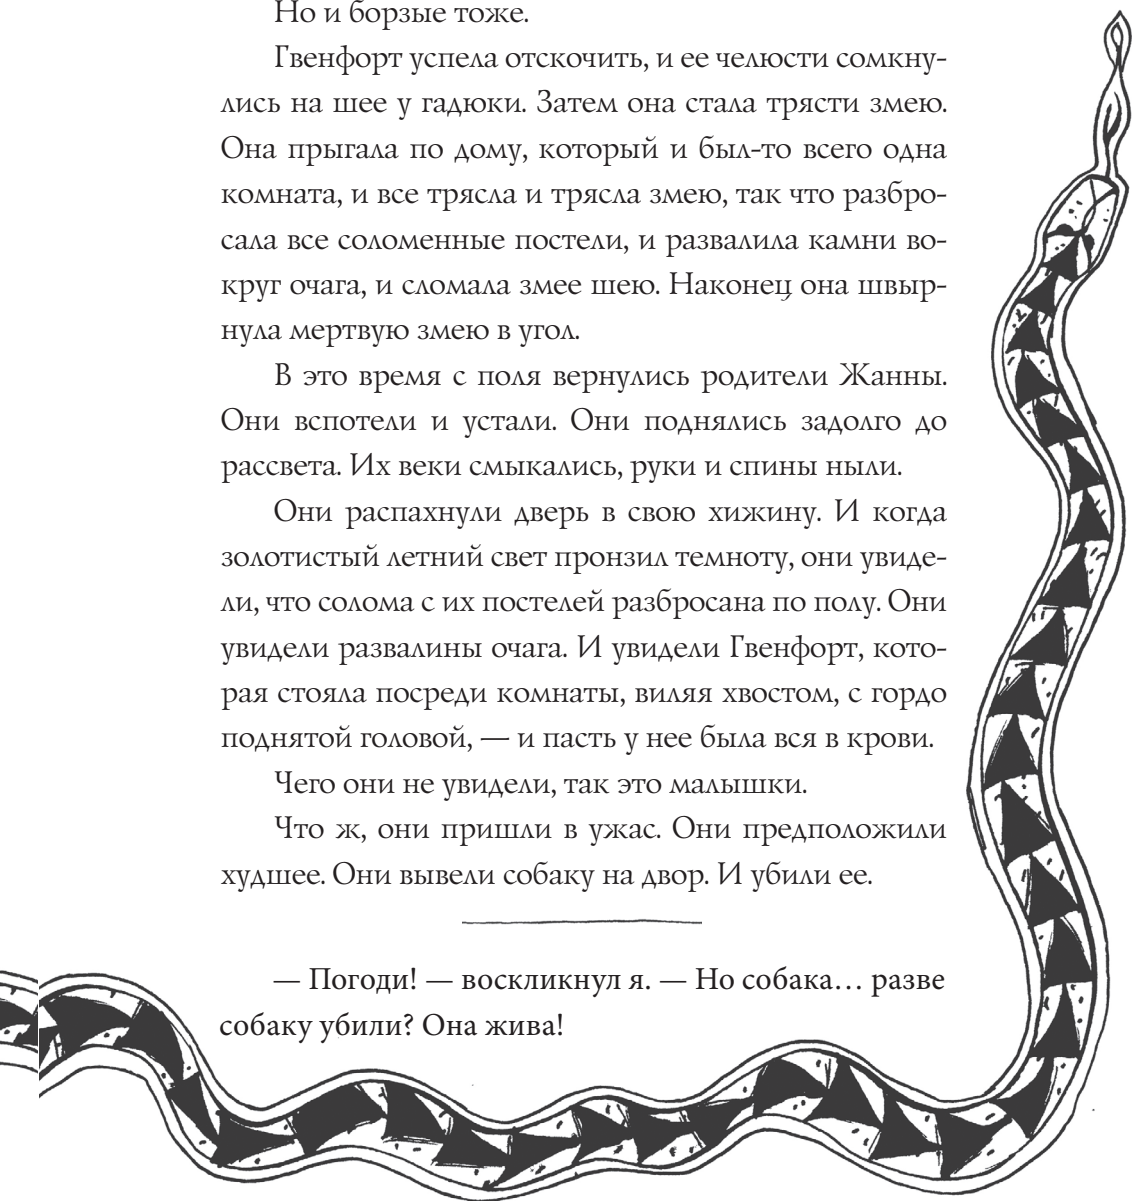 Но и борзые тоже.
Гвенфорт успела отскочить, и ее челюсти сомкну-
лись на шее у гадюки. Затем она стала трясти змею.
Она прыгала по дому, который и был-то всего одна
комната, и все трясла и трясла змею, так что разбро-
сала все соломенные постели, и развалила камни во-
круг очага, и сломала змее шею. Наконец она швыр-
нула мертвую змею в угол.
В это время с поля вернулись родители Жанны.
Они вспотели и устали. Они поднялись задолго до
рассвета. Их веки смыкались, руки и спины ныли.
Они распахнули дверь в свою хижину. И когда
золотистый летний свет пронзил темноту, они увиде-
ли, что солома с их постелей разбросана по полу. Они
увидели развалины очага. И увидели Гвенфорт, кото-
рая стояла посреди комнаты, виляя хвостом, с гордо
поднятой головой, — и пасть у нее была вся в крови.
Чего они не увидели, так это малышки.
Что ж, они пришли в ужас. Они предположили
худшее. Они вывели собаку на двор. И убили ее.
— Погоди! — воскликнул я. — Но собака… разве
собаку убили? Она жива!